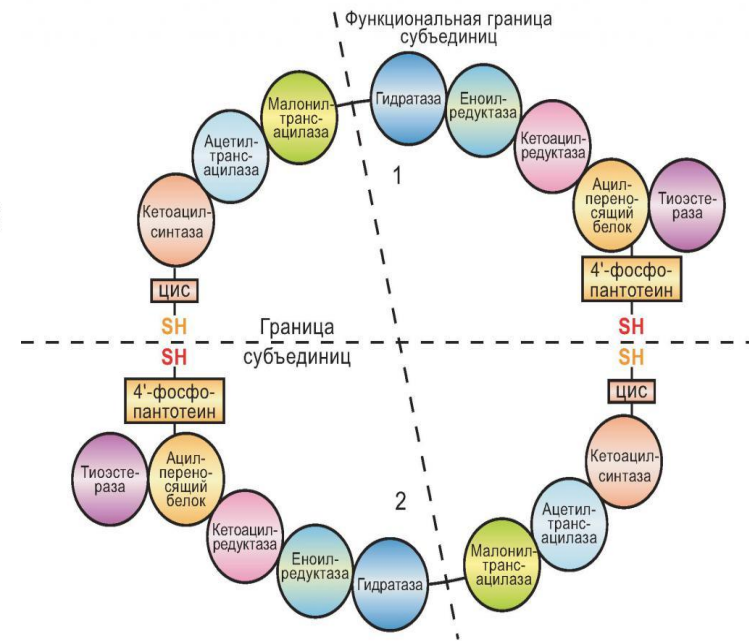 Функциональная граница
субъединиц
Малонил-
транс-
ацилаза
Гидратаза
Еноил-
редуктаза
Ацетил-
транс-
ацилаза
Кетоацил-
редуктаза
1
Кетоацил-
синтаза
Ацил-
перено-
сящий
белок
Тиоэсте-
раза
цис
4'-фосфо-
пантотеин
SH
SH
Граница
субъединиц
SH
SH
4'-фосфо-
пантотеин
цис
Тиоэсте-
раза
Ацил-
перено-
сящий
белок
Кетоацил-
синтаза
2
Кетоацил-
редуктаза
Ацетил-
транс-
ацилаза
Еноил-
редуктаза
Гидратаза
Малонил-
транс-
ацилаза